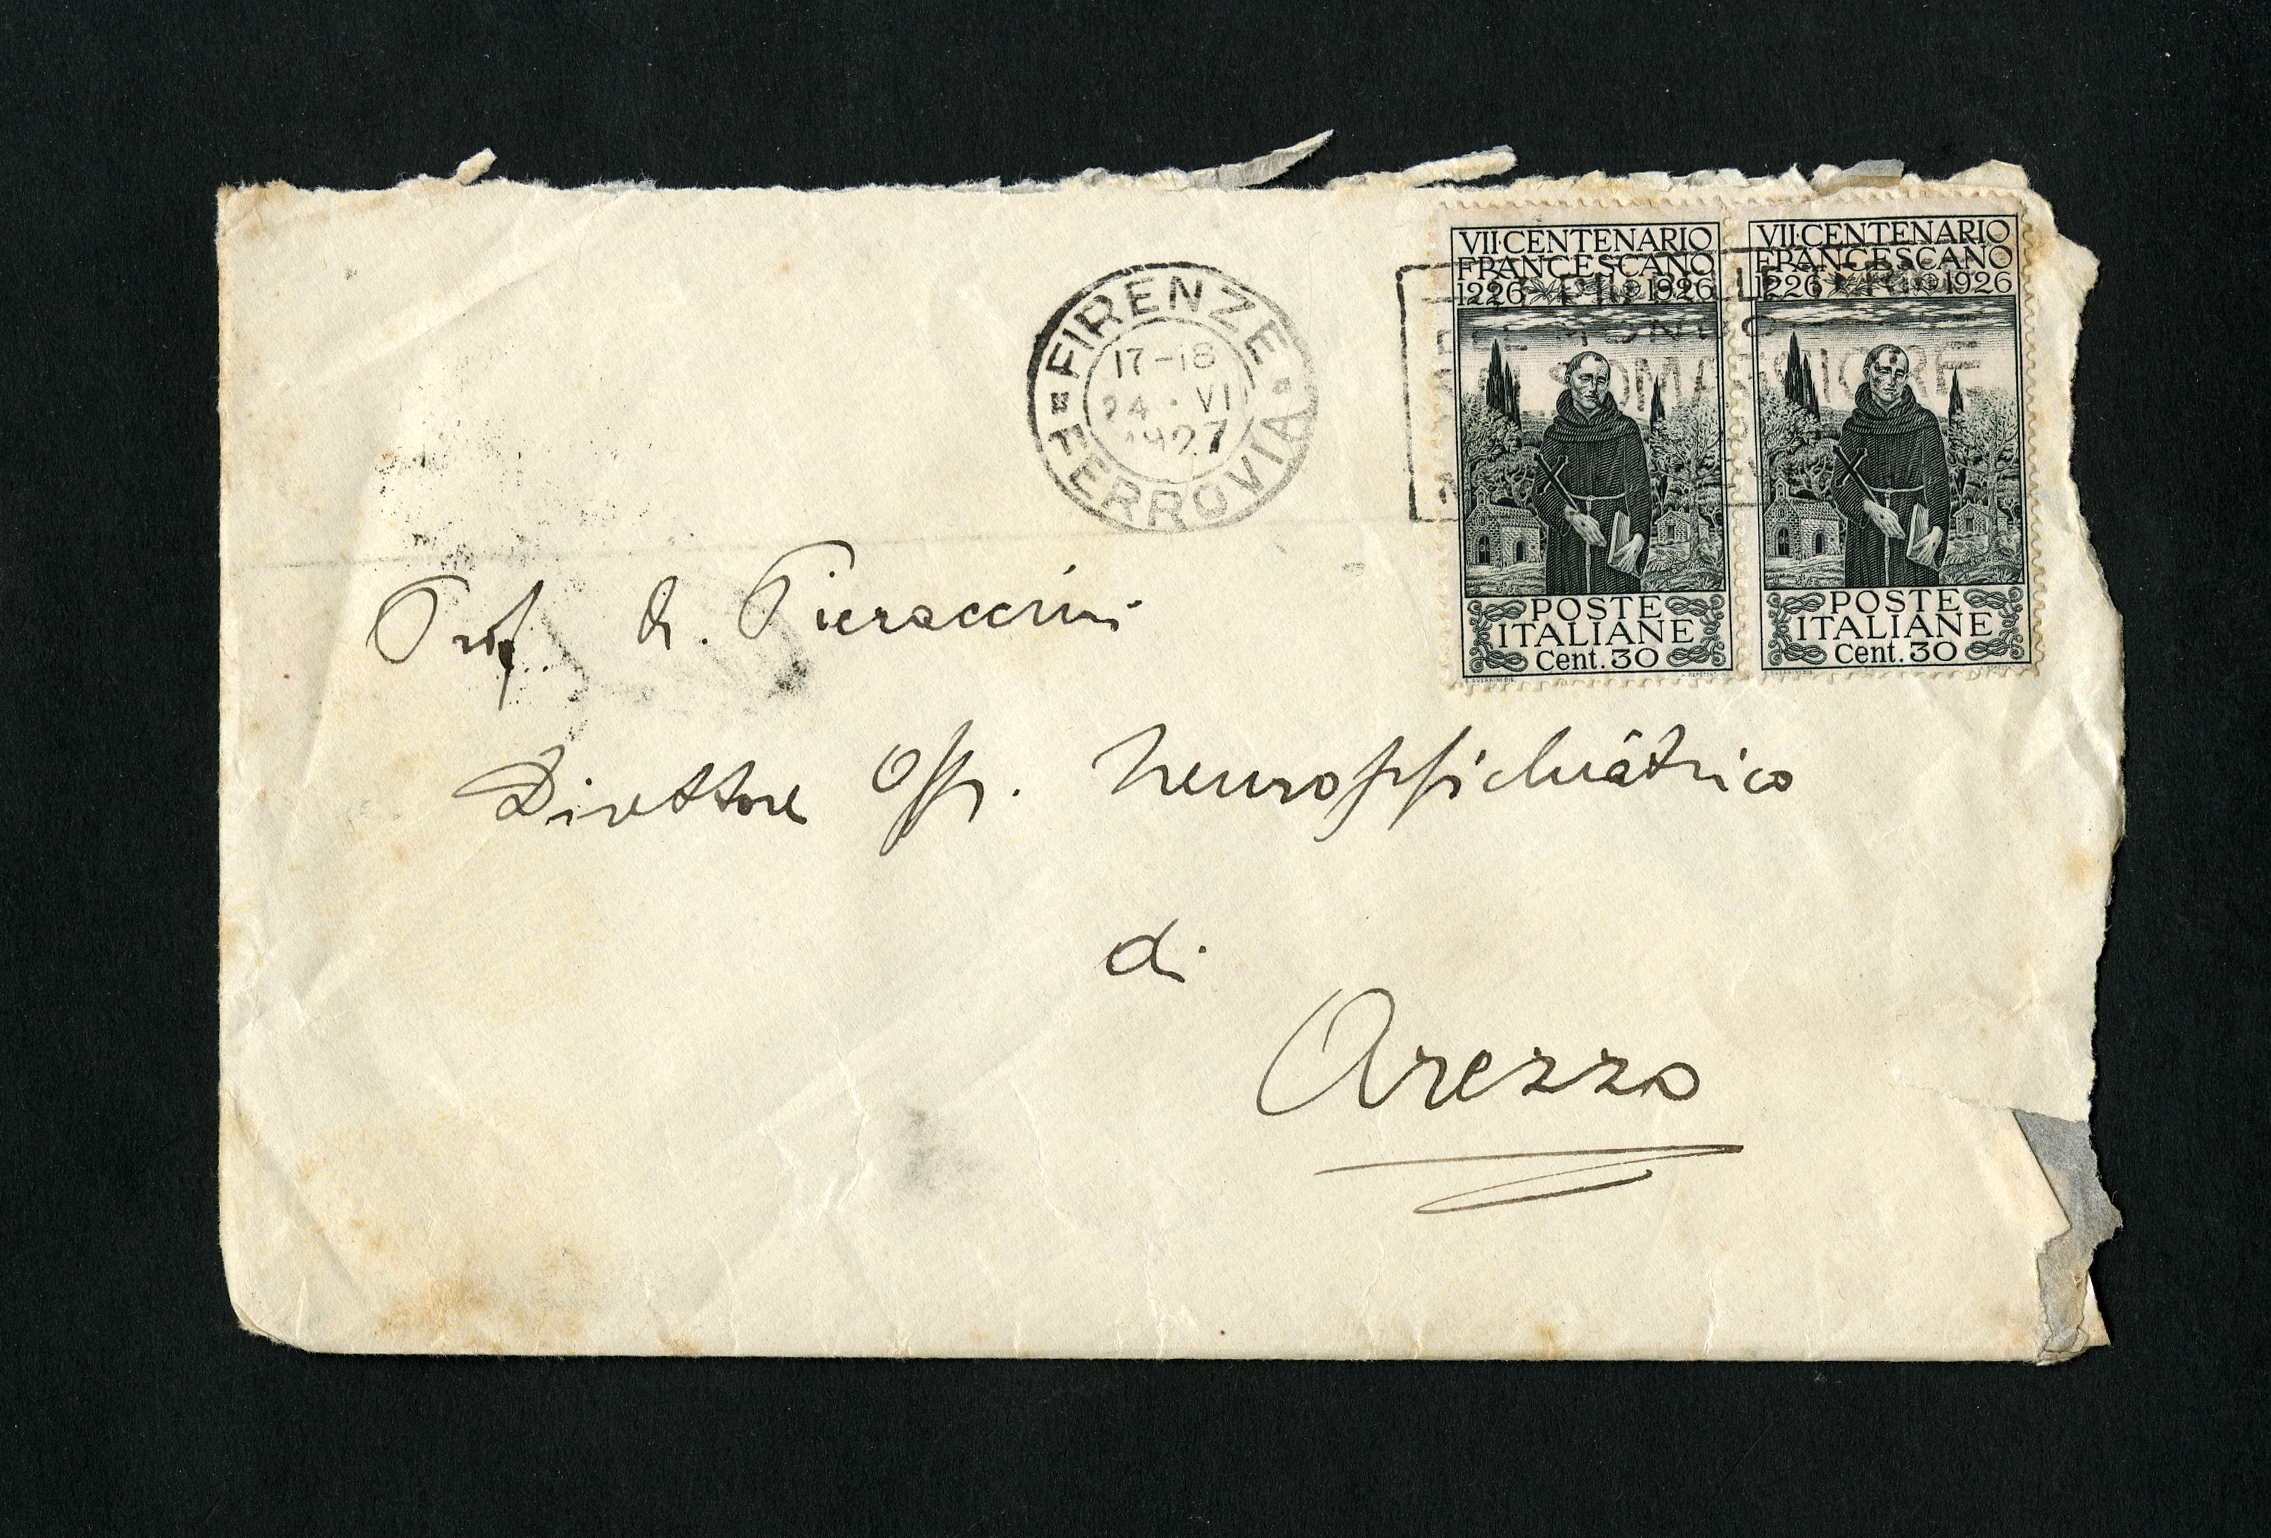 FIRENZE
17-18
24·VI
1927
FERROVIA
VII·CENTENARIO
FRANCESCANO
1226 1926
POSTE
ITALIANE
Cent. 30
VII·CENTENARIO
FRANCESCANO
1226 1926
POSTE
ITALIANE
Cent. 30
Prof. A. Pieraccini
Direttore Osp. Neuropsichiàtrico
di
Arezzo